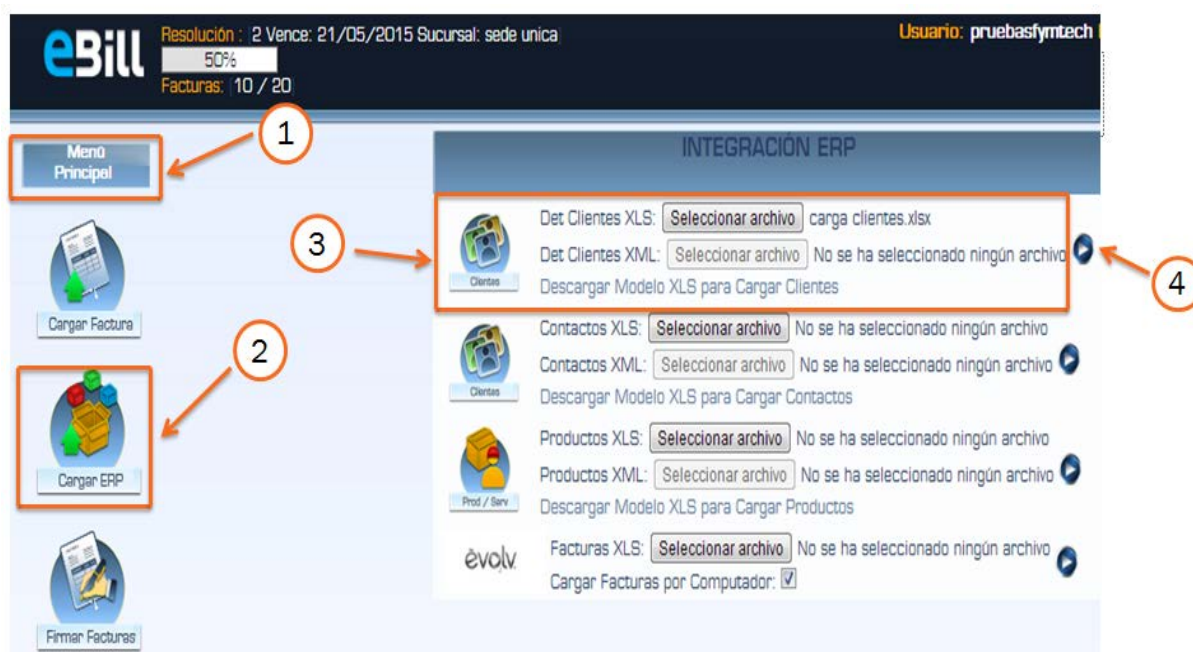 eBill
Resolución : 2 Vence: 21/05/2015 Sucursal: sede unica
50%
Facturas: 10 / 20
Usuario: pruebasfymtech
1
Menú
Principal
INTEGRACIÓN ERP
3
Det Clientes XLS: Seleccionar archivo carga clientes.xlsx
Det Clientes XML: Seleccionar archivo No se ha seleccionado ningún archivo
Clientes
Descargar Modelo XLS para Cargar Clientes
4
Cargar Factura
2
Contactos XLS: Seleccionar archivo No se ha seleccionado ningún archivo
Contactos XML: Seleccionar archivo No se ha seleccionado ningún archivo
Clientes
Descargar Modelo XLS para Cargar Contactos
Cargar ERP
Productos XLS: Seleccionar archivo No se ha seleccionado ningún archivo
Productos XML: Seleccionar archivo No se ha seleccionado ningún archivo
Prod / Serv
Descargar Modelo XLS para Cargar Productos
èvolv
Facturas XLS: Seleccionar archivo No se ha seleccionado ningún archivo
Cargar Facturas por Computador:
Firmar Facturas